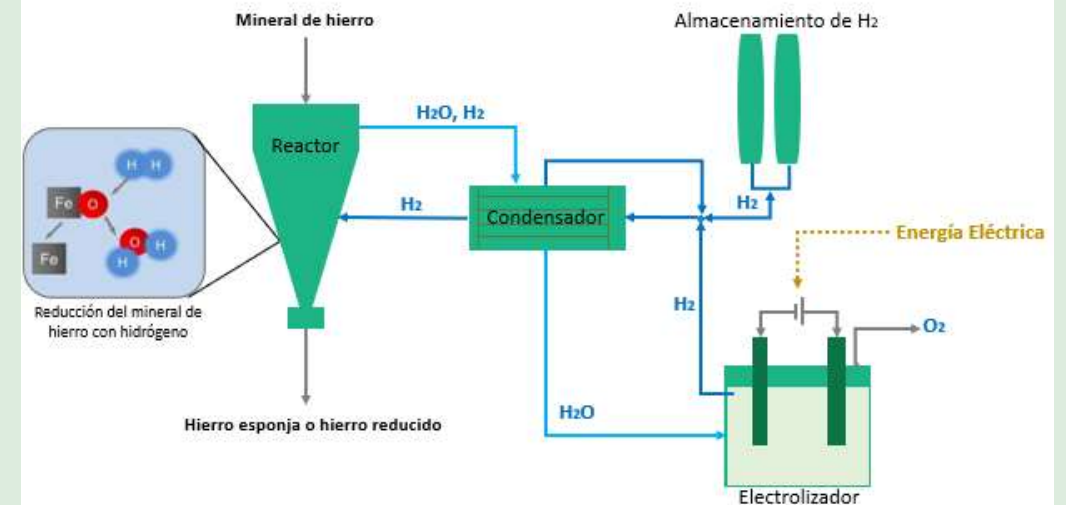 Mineral de hierro
Almacenamiento de H2
H2O, H2
Reactor
H H
Fe O
H2
Condensador
H2
Energía Eléctrica
O H
Fe
H
Reducción del mineral de
hierro con hidrógeno
H2
O2
Hierro esponja o hierro reducido
H2O
Electrolizador